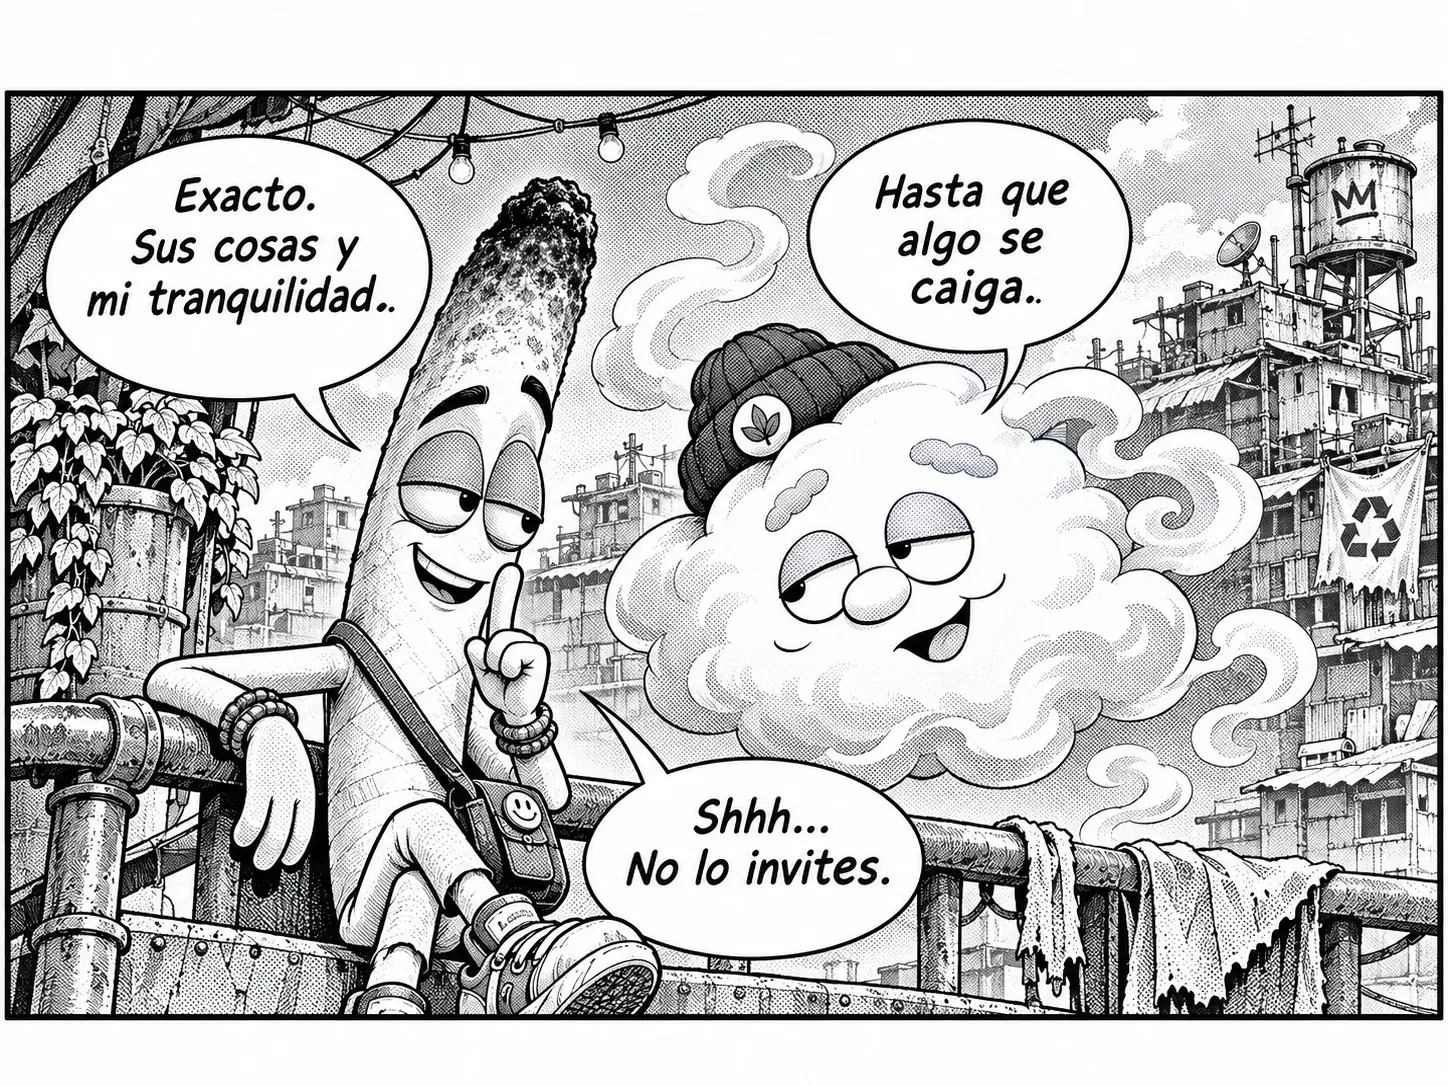 Exacto.
Sus cosas y
mi tranquilidad..
Hasta que
algo se
caiga..
Shhh...
No lo invites.